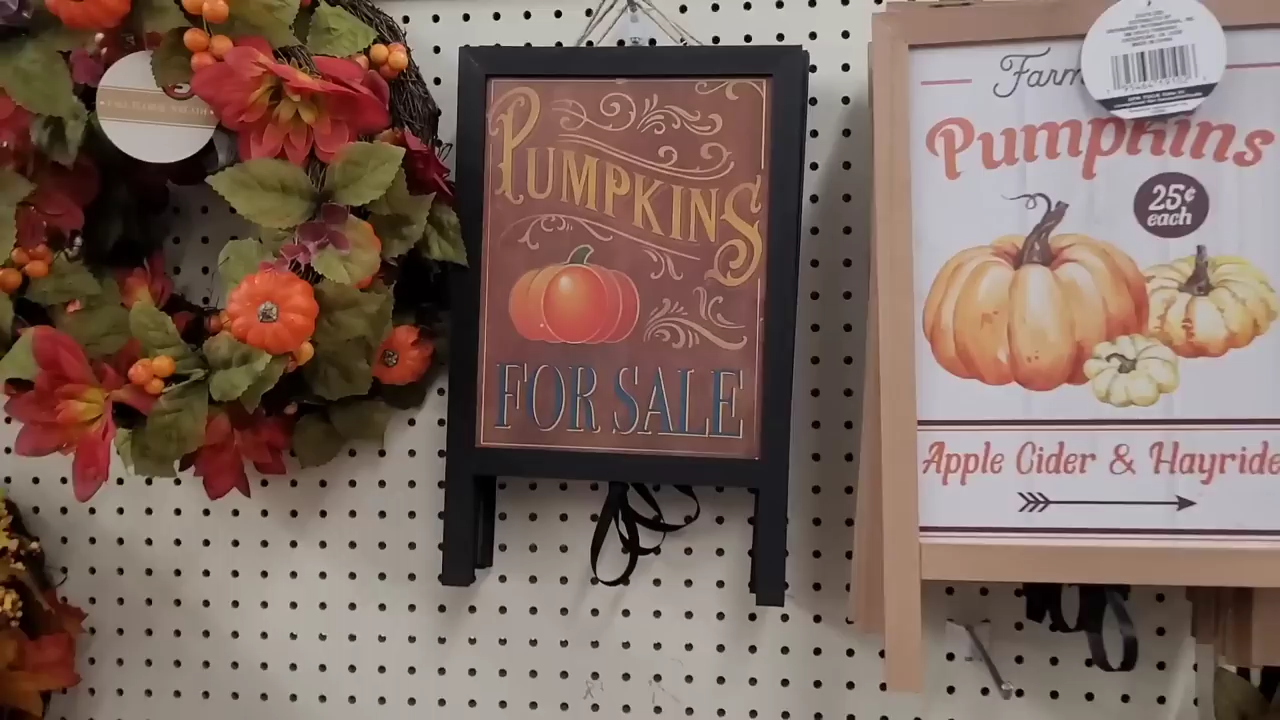 PUMPKINS
FOR SALE
Farm
Pumpkins
25¢
each
Apple Cider & Hayride